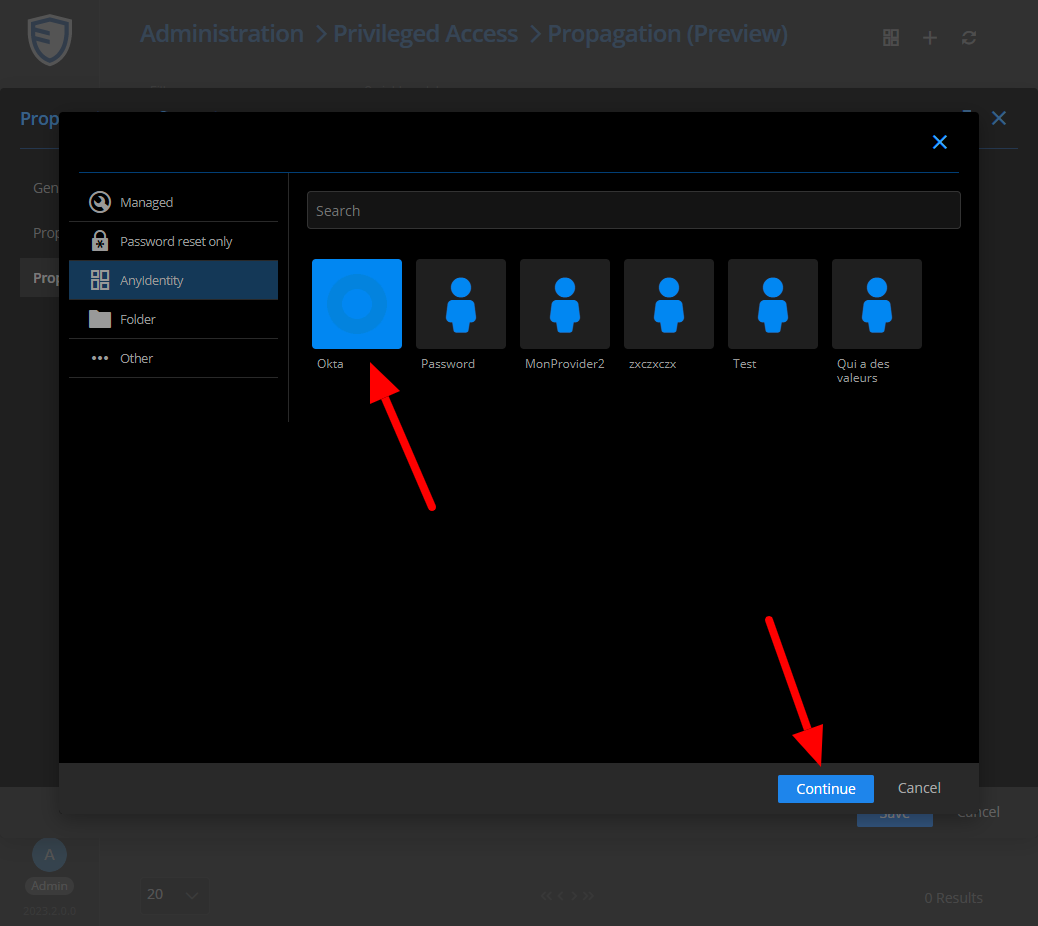 Administration > Privileged Access > Propagation (Preview)
Prop
Gen
Prop
Prop
Managed
Password reset only
AnyIdentity
Folder
Other
Search
Okta
Password
MonProvider2
zxczxczx
Test
Qui a des
valeurs
Continue
Cancel
Save
Cancel
A
Admin
2023.2.0.0
20
0 Results